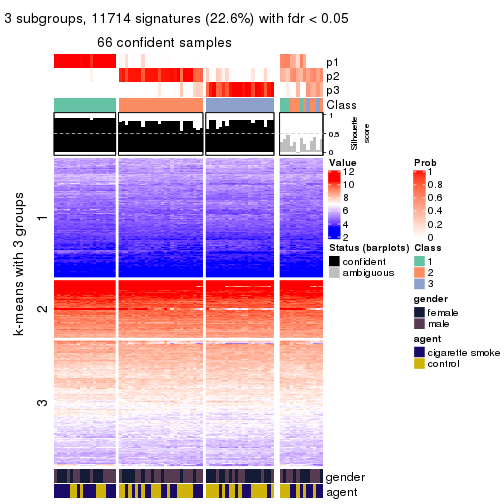 3 subgroups, 11714 signatures (22.6%) with fdr < 0.05
66 confident samples
p1
p2
p3
Class
1
0.5
0
Silhouette
score
k-means with 3 groups
1
2
3
Value
12
10
8
6
4
2
Prob
1
0.8
0.6
0.4
0.2
0
Status (barplots)
confident
ambiguous
Class
1
2
3
gender
female
male
agent
cigarette smoke
control
gender
agent